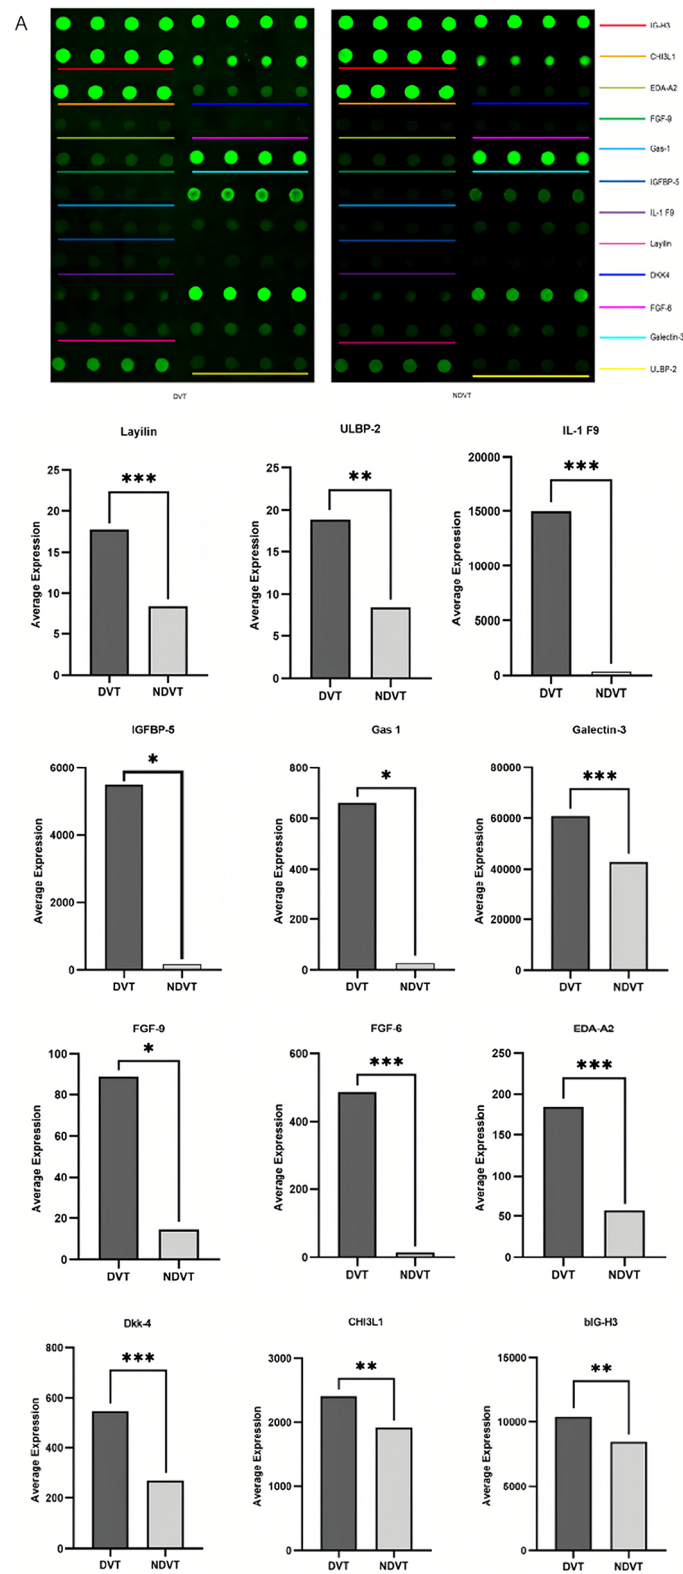 A
IG-H3
CHI3L1
EDA-A2
FGF-9
Gas-1
IGFBP-5
IL-1 F9
Layilin
DKK4
FGF-6
Galectin-3
ULBP-2
DVT
NDVT
Layilin
Average Expression
25
20
15
10
5
0
***
DVT
NDVT
ULBP-2
Average Expression
25
20
15
10
5
0
**
DVT
NDVT
IL-1 F9
Average Expression
20000
15000
10000
5000
0
***
DVT
NDVT
IGFBP-5
Average Expression
6000
4000
2000
0
*
DVT
NDVT
Gas 1
Average Expression
800
600
400
200
0
*
DVT
NDVT
Galectin-3
Average Expression
80000
60000
40000
20000
0
***
DVT
NDVT
FGF-9
Average Expression
100
80
60
40
20
0
*
DVT
NDVT
FGF-6
Average Expression
600
400
200
0
***
DVT
NDVT
EDA-A2
Average Expression
250
200
150
100
50
0
***
DVT
NDVT
Dkk-4
Average Expression
800
600
400
200
0
***
DVT
NDVT
CHI3L1
Average Expression
3000
2000
1000
0
**
DVT
NDVT
bIG-H3
Average Expression
15000
10000
5000
0
**
DVT
NDVT